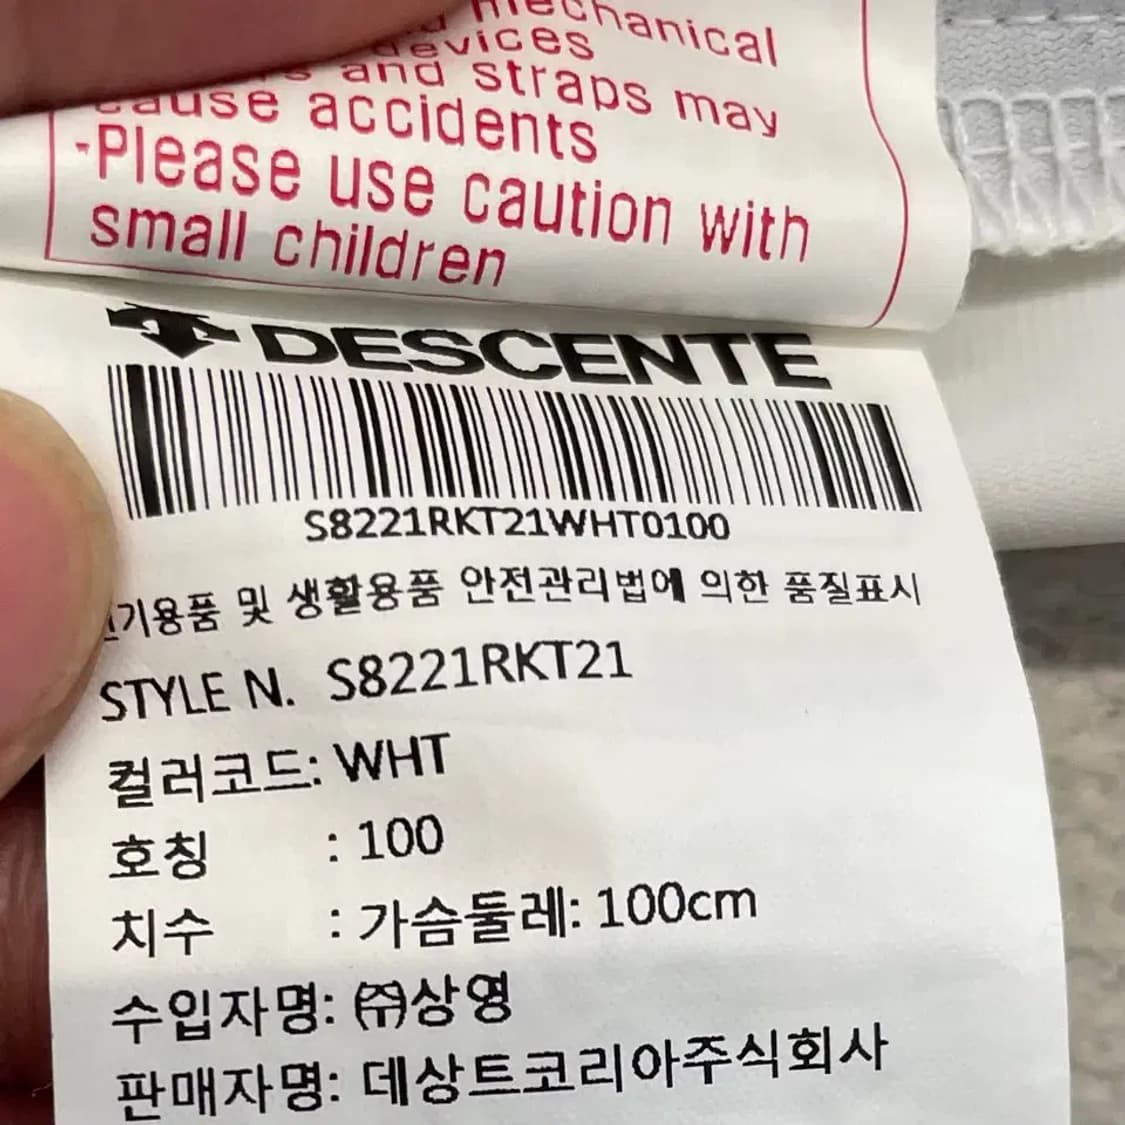 mechanical
devices
and straps may
cause accidents
-Please use caution with
small children
DESCENTE
S8221RKT21WHT0100
기용품 및 생활용품 안전관리법에 의한 품질표시
STYLE N. S8221RKT21
컬러코드: WHT
호칭 : 100
치수 : 가슴둘레: 100cm
수입자명: ㈜상영
판매자명: 데상트코리아주식회사